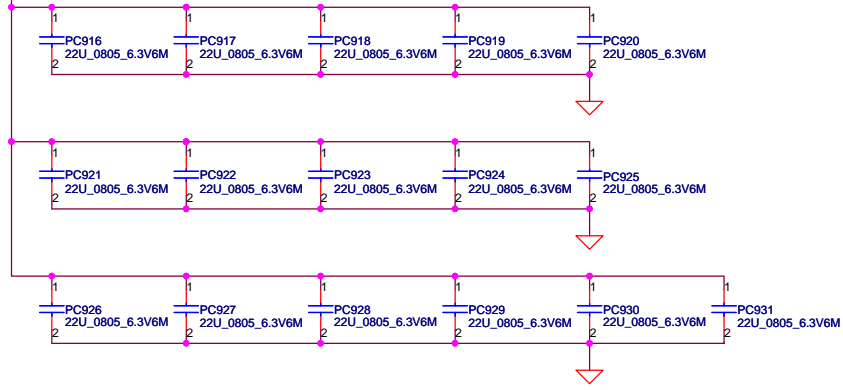 1 1 1 1 1
PC916 PC917 PC918 PC919 PC920
22U_0805_6.3V6M 22U_0805_6.3V6M 22U_0805_6.3V6M 22U_0805_6.3V6M 22U_0805_6.3V6M
2 2 2 2 2
1 1 1 1 1
PC921 PC922 PC923 PC924 PC925
22U_0805_6.3V6M 22U_0805_6.3V6M 22U_0805_6.3V6M 22U_0805_6.3V6M 22U_0805_6.3V6M
2 2 2 2 2
1 1 1 1 1 1
PC926 PC927 PC928 PC929 PC930 PC931
22U_0805_6.3V6M 22U_0805_6.3V6M 22U_0805_6.3V6M 22U_0805_6.3V6M 22U_0805_6.3V6M 22U_0805_6.3V6M
2 2 2 2 2 2